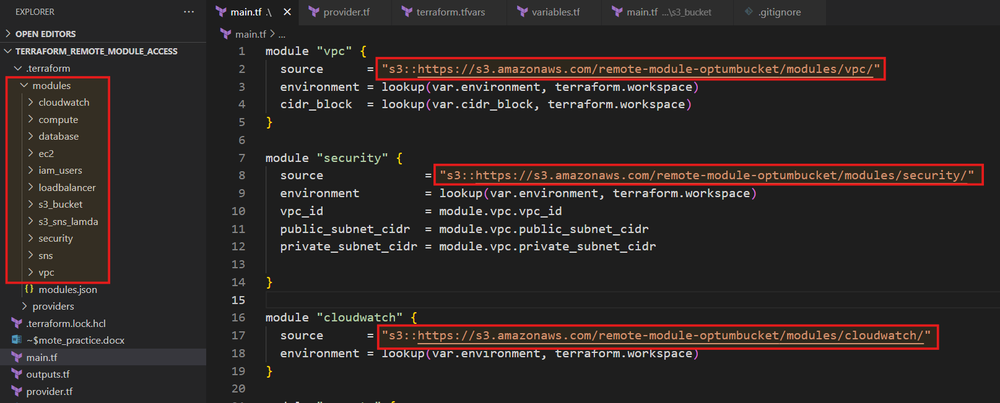 EXPLORER ...
OPEN EDITORS
TERRAFORM_REMOTE_MODULE_ACCESS
.terraform
modules
cloudwatch
compute
database
ec2
iam_users
loadbalancer
s3_bucket
s3_sns_lamda
security
sns
vpc
{} modules.json
providers
.terraform.lock.hcl
~$mote_practice.docx
main.tf
outputs.tf
provider.tf
main.tf .\ provider.tf terraform.tfvars variables.tf main.tf ...\s3_bucket .gitignore
main.tf > ...
1 module "vpc" {
2 source = "s3::https://s3.amazonaws.com/remote-module-optumbucket/modules/vpc/"
3 environment = lookup(var.environment, terraform.workspace)
4 cidr_block = lookup(var.cidr_block, terraform.workspace)
5 }
6
7 module "security" {
8 source = "s3::https://s3.amazonaws.com/remote-module-optumbucket/modules/security/"
9 environment = lookup(var.environment, terraform.workspace)
10 vpc_id = module.vpc.vpc_id
11 public_subnet_cidr = module.vpc.public_subnet_cidr
12 private_subnet_cidr = module.vpc.private_subnet_cidr
13
14 }
15
16 module "cloudwatch" {
17 source = "s3::https://s3.amazonaws.com/remote-module-optumbucket/modules/cloudwatch/"
18 environment = lookup(var.environment, terraform.workspace)
19 }
20